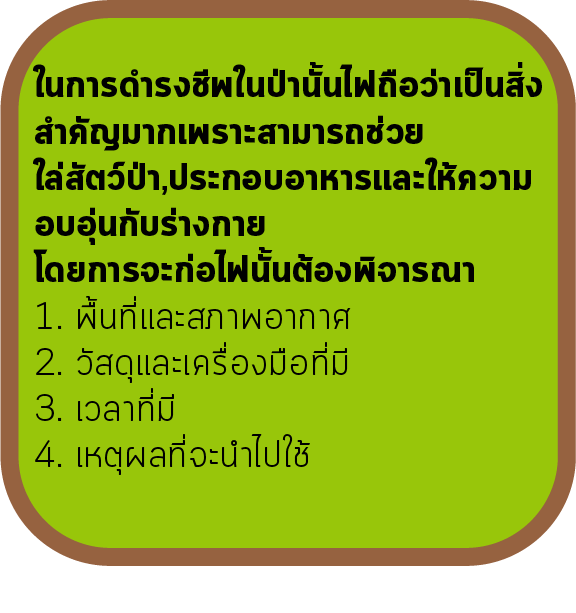 ในการดำรงชีพในป่านั้นไฟถือว่าเป็นสิ่ง
สำคัญมากเพราะสามารถช่วย
ใล่สัตว์ป่า,ประกอบอาหารและให้ความ
อบอุ่นกับร่างกาย
โดยการจะก่อไฟนั้นต้องพิจารณา
1. พื้นที่และสภาพอากาศ
2. วัสดุและเครื่องมือที่มี
3. เวลาที่มี
4. เหตุผลที่จะนำไปใช้